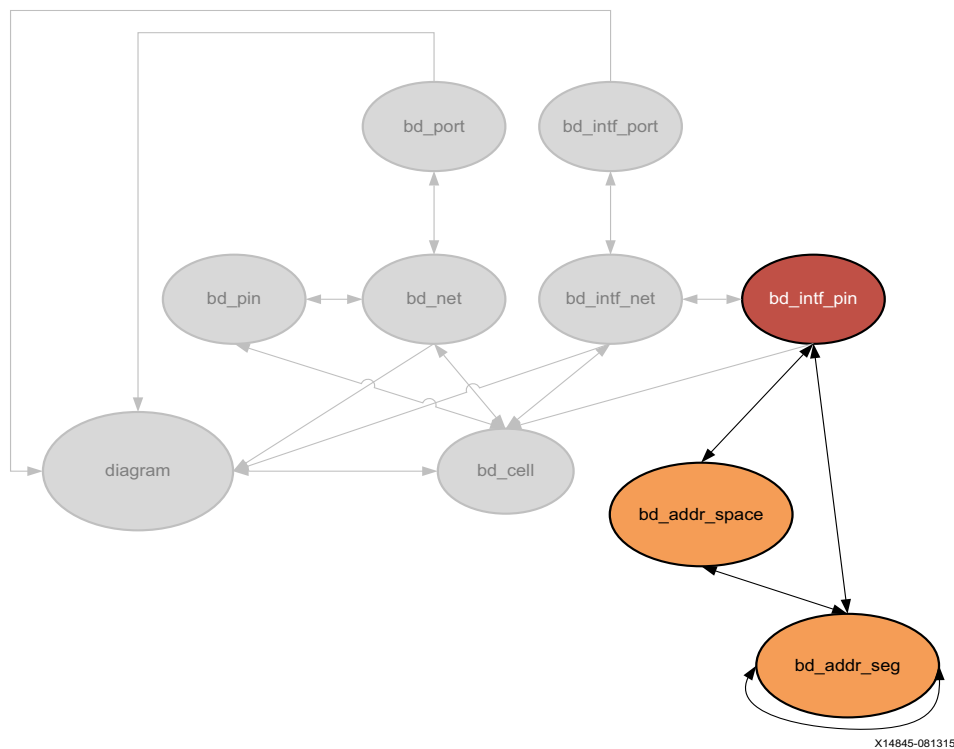 bd_port
bd_intf_port
bd_pin
bd_net
bd_intf_net
bd_intf_pin
diagram
bd_cell
bd_addr_space
bd_addr_seg
X14845-081315